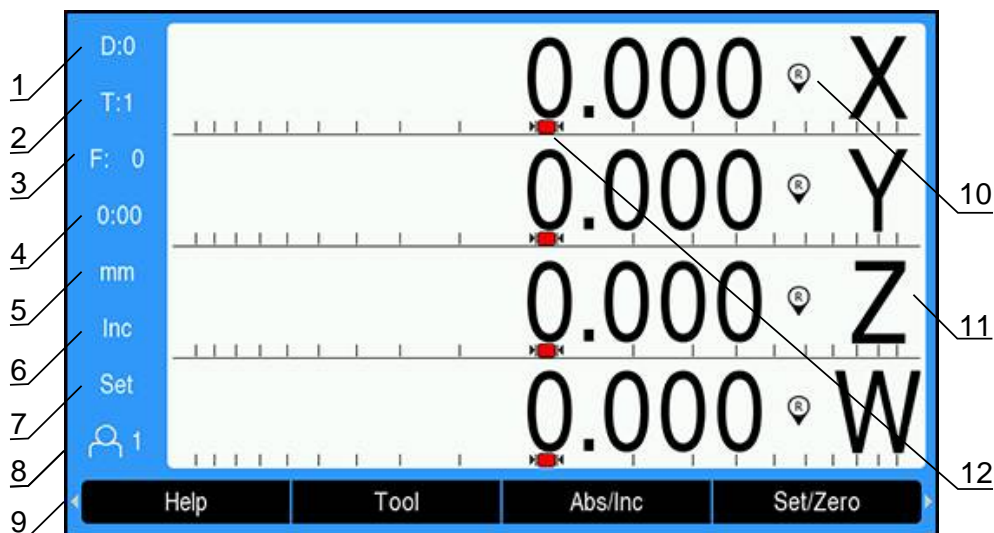 D:0
0.000 R X
1
T:1
2
F: 0
3
0.000 R Y
10
0:00
4
mm
5
0.000 R Z
11
Inc
6
Set
7
0.000 R W
1
8
12
Help Tool Abs/Inc Set/Zero
9